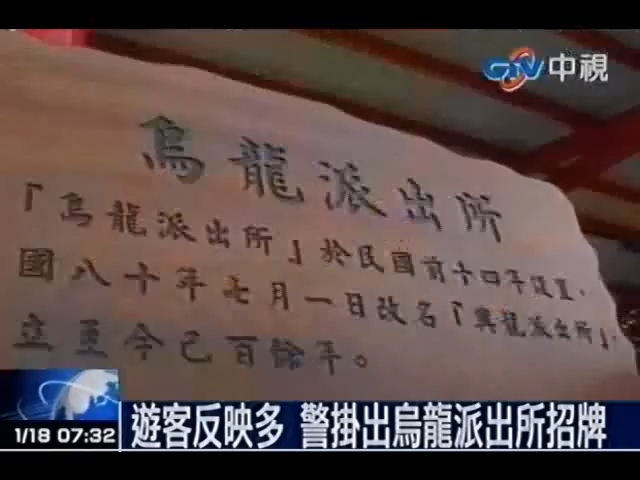 CTV中視
烏龍派出所
「烏龍派出所」於民國前十四年設置,
國八十年七月一日改名「興龍派出所」,
立至今已百餘年。
遊客反映多 警掛出烏龍派出所招牌
1/18 07:32